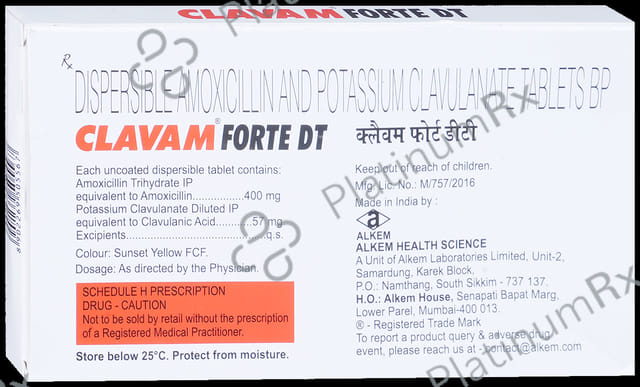 CLAVAM FORTE DT
Rx
DISPERSIBLE AMOXICILLIN AND POTASSIUM CLAVULANATE TABLETS BP
CLAVAM® FORTE DT क्लैवम फोर्ट डीटी
Each uncoated dispersible tablet contains:
Amoxicillin Trihydrate IP
equivalent to Amoxicillin..................400 mg
Potassium Clavulanate Diluted IP
equivalent to Clavulanic Acid...........57 mg
Excipients.......................................q.s.
Colour: Sunset Yellow FCF.
Dosage: As directed by the Physician.
SCHEDULE H PRESCRIPTION
DRUG - CAUTION
Not to be sold by retail without the prescription
of a Registered Medical Practitioner.
Store below 25°C. Protect from moisture.
Keep out of reach of children.
Mfg. Lic. No.: M/757/2016
Made in India by :
a
ALKEM
ALKEM HEALTH SCIENCE
A Unit of Alkem Laboratories Limited, Unit-2,
Samardung, Karek Block,
P.O.: Namthang, South Sikkim - 737 137.
H.O.: Alkem House, Senapati Bapat Marg,
Lower Parel, Mumbai-400 013.
® - Registered Trade Mark
To report a product query & adverse drug
event, please reach us at - contact@alkem.com
PlatinumRx
PlatinumRx
PlatinumRx